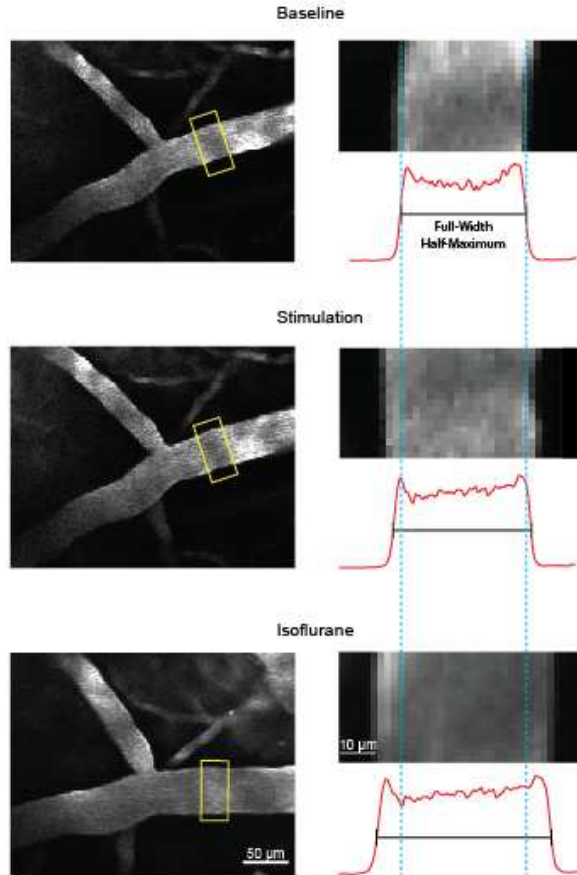 Baseline
Full-Width
Half-Maximum
Stimulation
Isoflurane
10 µm
50 µm